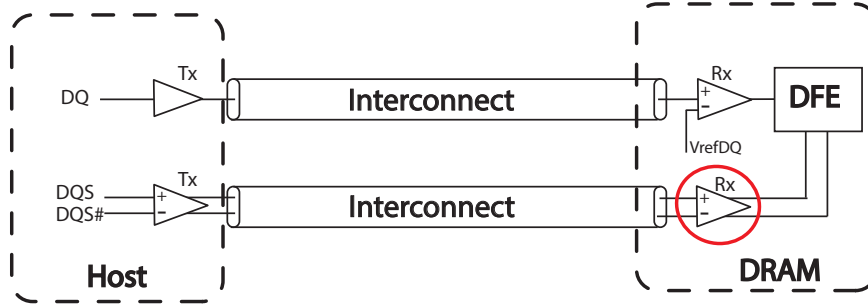 Tx
Rx
DQ
Interconnect
+
−
DFE
VrefDQ
Tx
Rx
DQS
DQS#
+
−
Interconnect
+
−
Host
DRAM